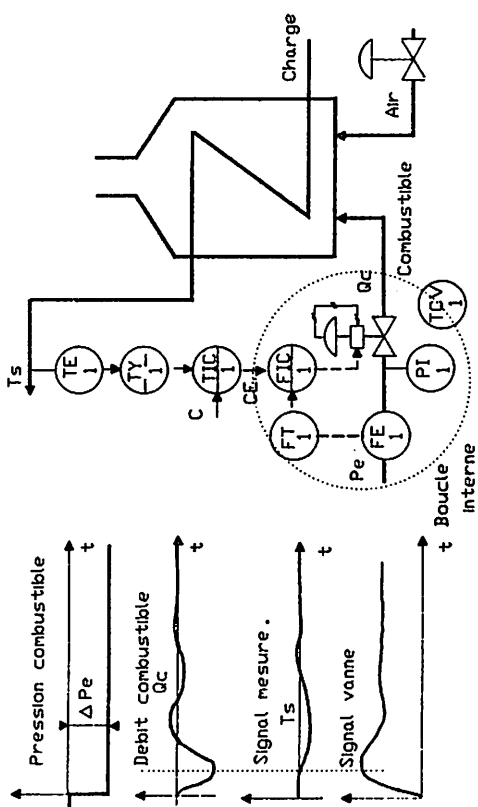 Pression combustible
Δ Pe
t
Debit combustible
Qc
t
Signal mesure.
Ts
t
Signal vanne
t
Ts
TE
1
TY
1
C
TIC
1
CE
FIC
1
FT
1
Pe
FE
1
PI
1
TCV
1
Qc
Boucle
interne
Combustible
Air
Charge